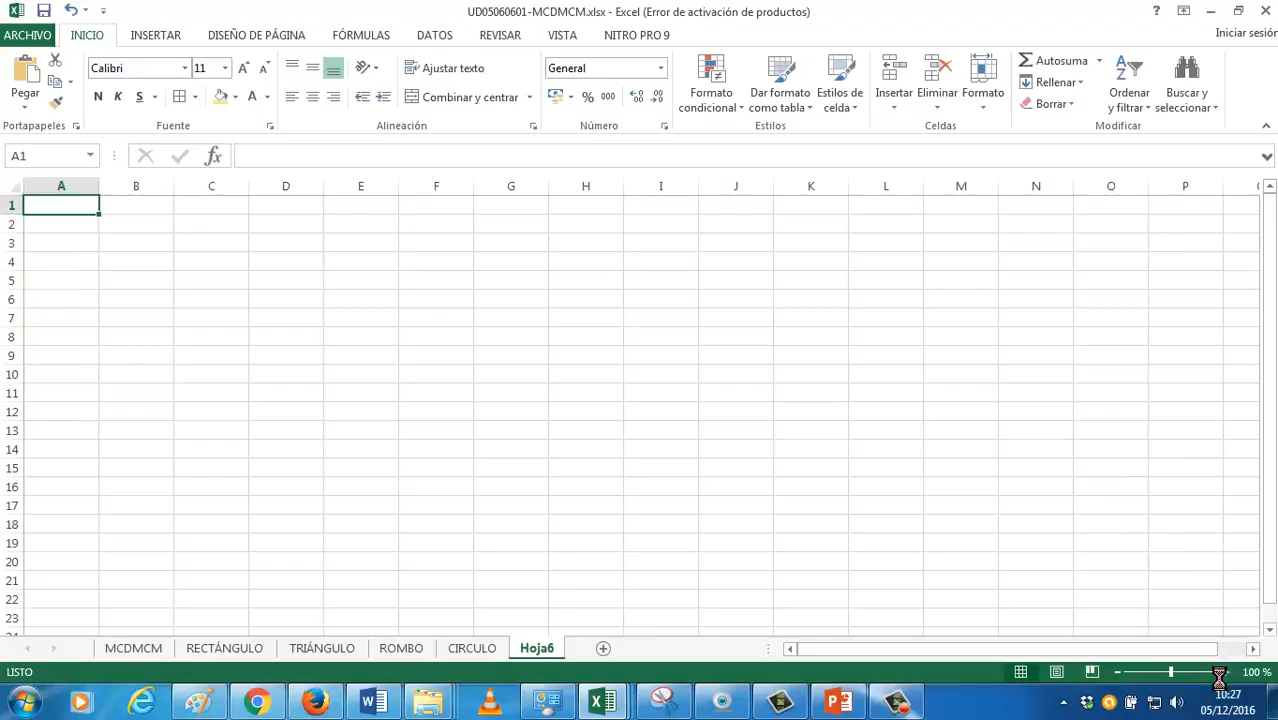 UD05060601-MCDMCM.xlsx - Excel (Error de activación de productos)
?
ARCHIVO INICIO INSERTAR DISEÑO DE PÁGINA FÓRMULAS DATOS REVISAR VISTA NITRO PRO 9 Iniciar sesión
Pegar
Calibri 11
N K S
Ajustar texto
Combinar y centrar
General
% 000
Formato condicional
Dar formato como tabla
Estilos de celda
Insertar Eliminar Formato
Autosuma
Rellenar
Borrar
Ordenar y filtrar
Buscar y seleccionar
Portapapeles Fuente Alineación Número Estilos Celdas Modificar
A1 fx
A B C D E F G H I J K L M N O P
1
2
3
4
5
6
7
8
9
10
11
12
13
14
15
16
17
18
19
20
21
22
23
MCDMCM RECTÁNGULO TRIÁNGULO ROMBO CIRCULO Hoja6
LISTO 100 %
10:27
05/12/2016